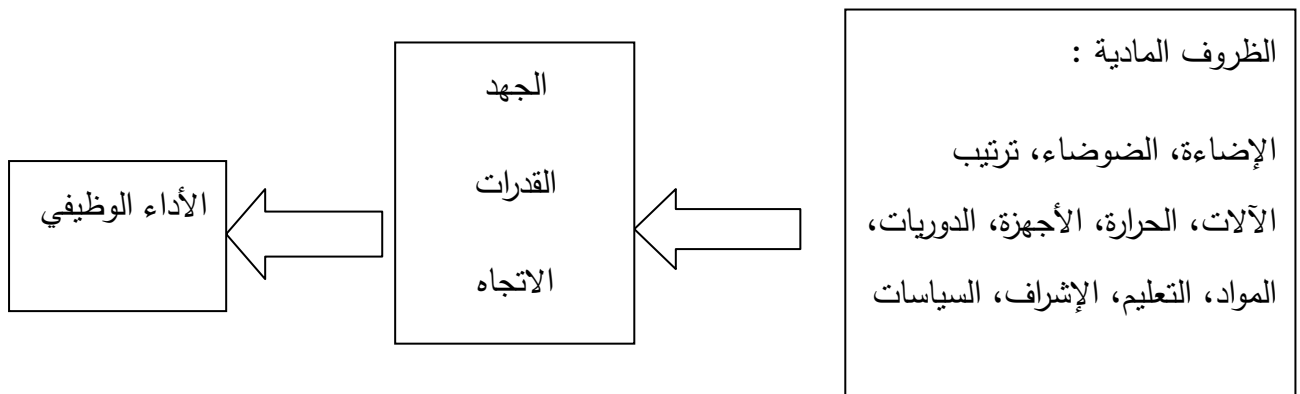 الظروف المادية :
الإضاءة، الضوضاء، ترتيب
الآلات، الحرارة، الأجهزة، الدوريات،
المواد، التعليم، الإشراف، السياسات
الجهد
القدرات
الاتجاه
الأداء الوظيفي